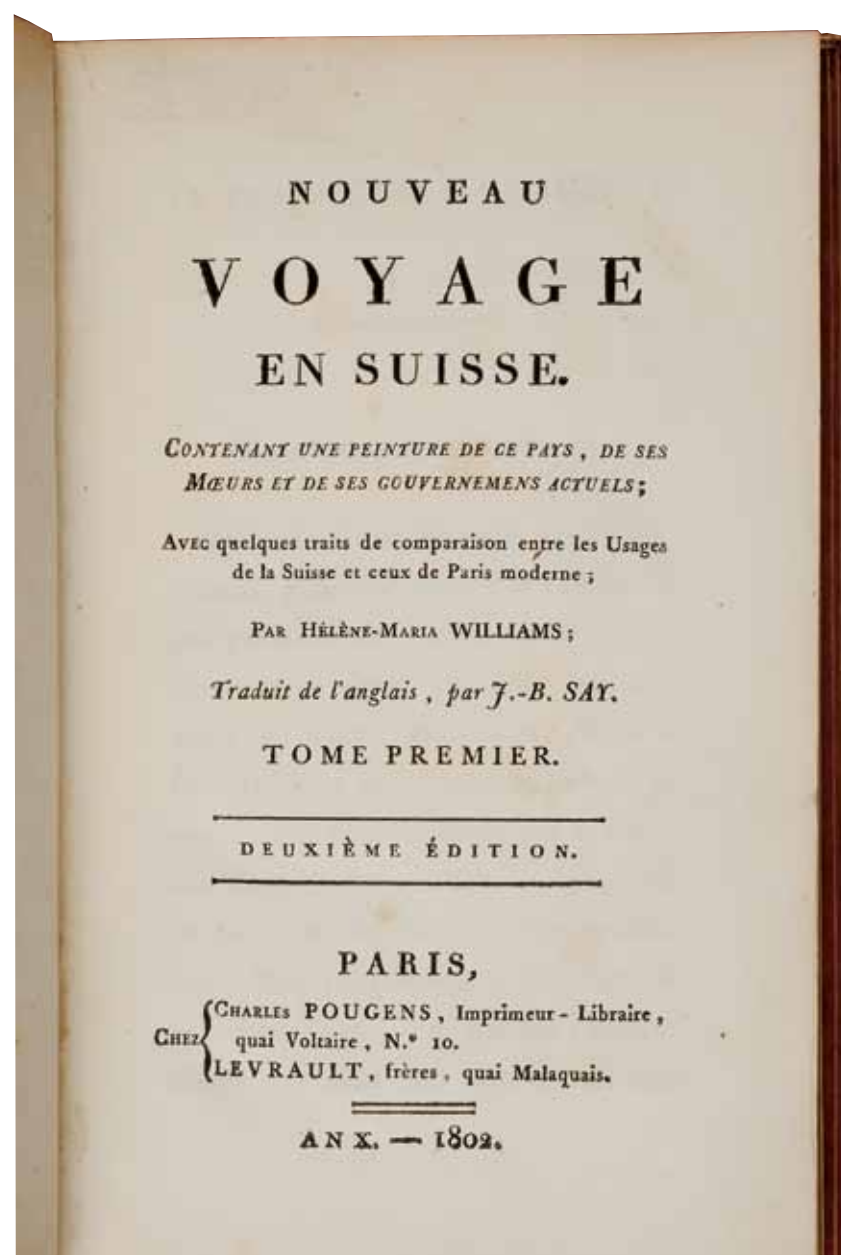 NOUVEAU
VOYAGE
EN SUISSE.
CONTENANT UNE PEINTURE DE CE PAYS, DE SES
MŒURS ET DE SES GOUVERNEMENS ACTUELS;
AVEC quelques traits de comparaison entre les Usages
de la Suisse et ceux de Paris moderne;
PAR HÉLÈNE-MARIA WILLIAMS;
Traduit de l'anglais, par J.-B. SAY.
TOME PREMIER.
DEUXIÈME ÉDITION.
PARIS,
CHEZ { CHARLES POUGENS, Imprimeur-Libraire,
quai Voltaire, N.° 10.
LEVRAULT, frères, quai Malaquais.
AN X. — 1802.